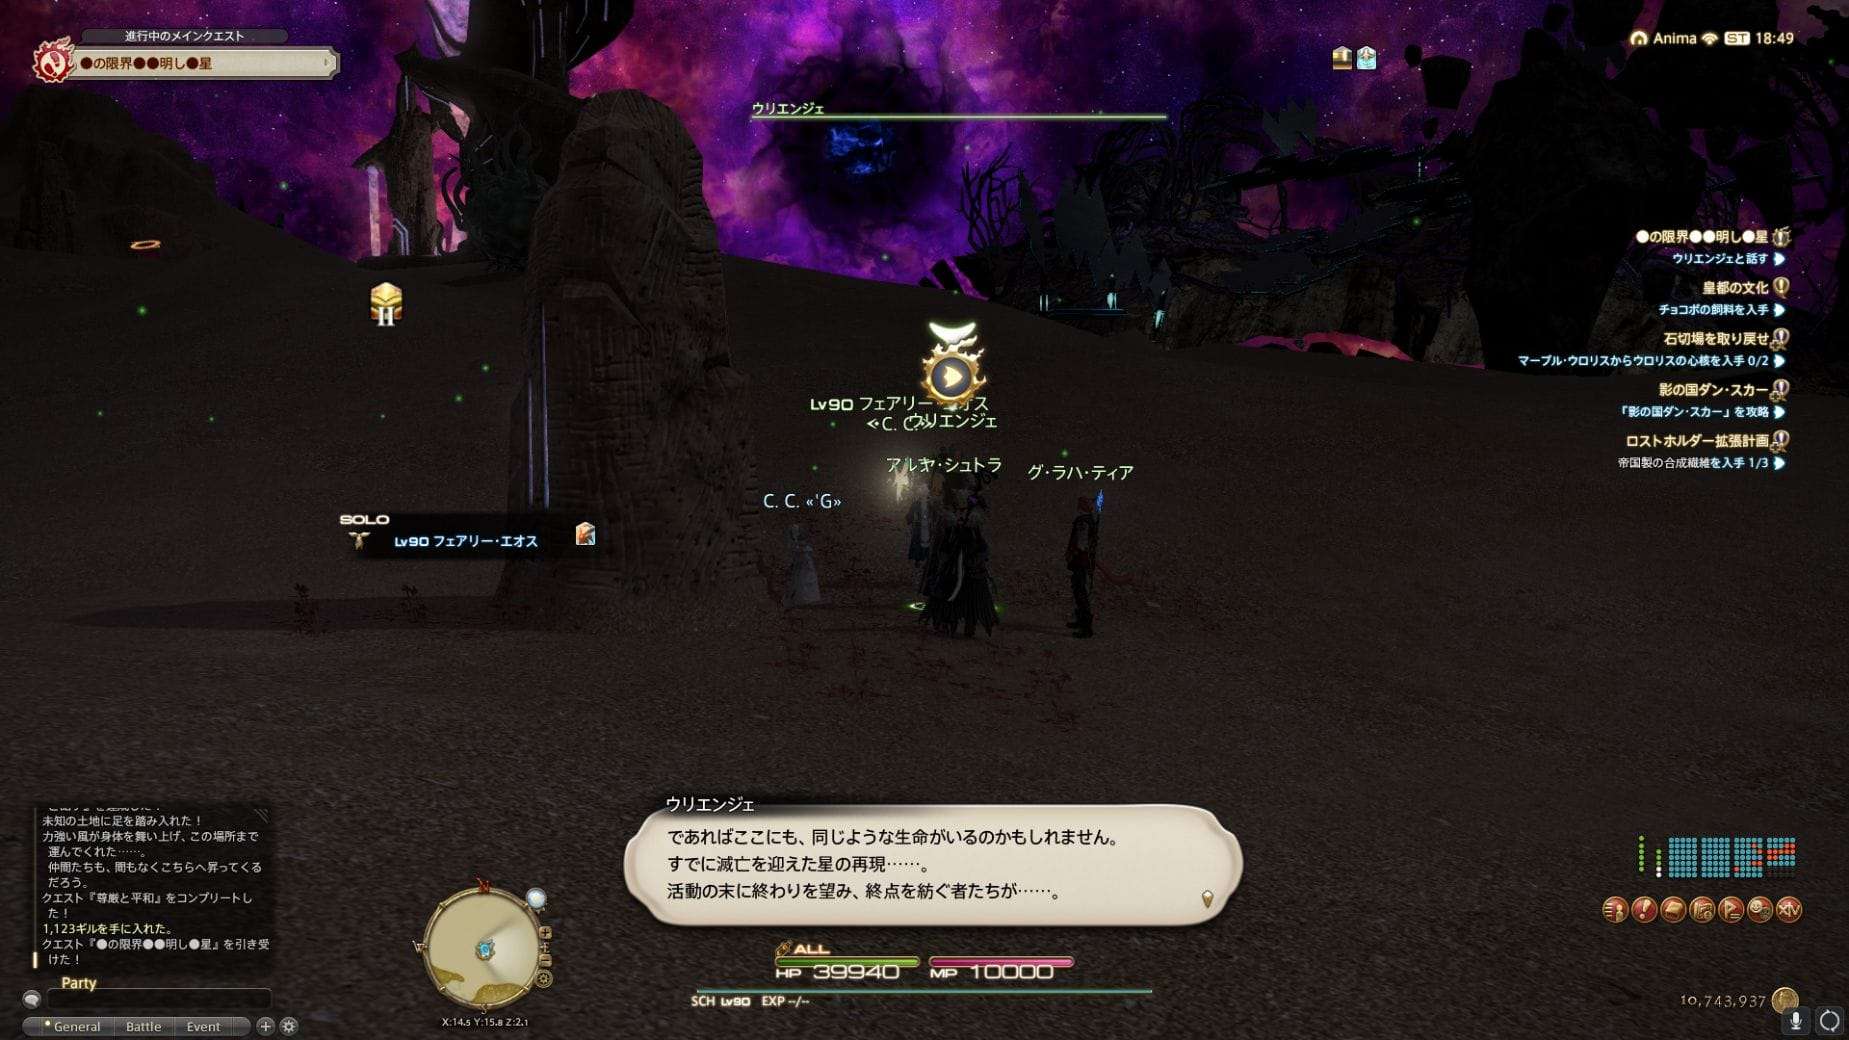 進行中のメインクエスト
●の限界●●明し●星
Anima ST 18:49
ウリエンジェ
●の限界●●明し●星
ウリエンジェと話す
皇都の文化
チョコボの飼料を入手
石切場を取り戻せ
マーブル・ウロリスからウロリスの心核を入手 0/2
影の国ダン・スカー
「影の国ダン・スカー」を攻略
ロストホルダー拡張計画
帝国製の合成繊維を入手 1/3
H
Lv90 フェアリー・エオス
ウリエンジェ
ヤ・シュトラ
グ・ラハ・ティア
C. C. «'G»
SOLO
Lv90 フェアリー・エオス
ウリエンジェ
であればここにも、同じような生命がいるのかもしれません。
すでに滅亡を迎えた星の再現……。
活動の末に終わりを望み、終点を紡ぐ者たちが……。
未知の土地に足を踏み入れた！
力強い風が身体を舞い上げ、この場所まで
運んでくれた……。
仲間たちも、間もなくこちらへ昇ってくる
だろう。
クエスト『尊厳と平和』をコンプリートし
た！
1,123ギルを手に入れた。
クエスト『●の限界●●明し●星』を引き受
けた！
Party
General Battle Event
N
X:14.5 Y:15.8 Z:2.1
ALL
HP 39940 MP 10000
SCH Lv90 EXP --/--
XIV
10,743,937